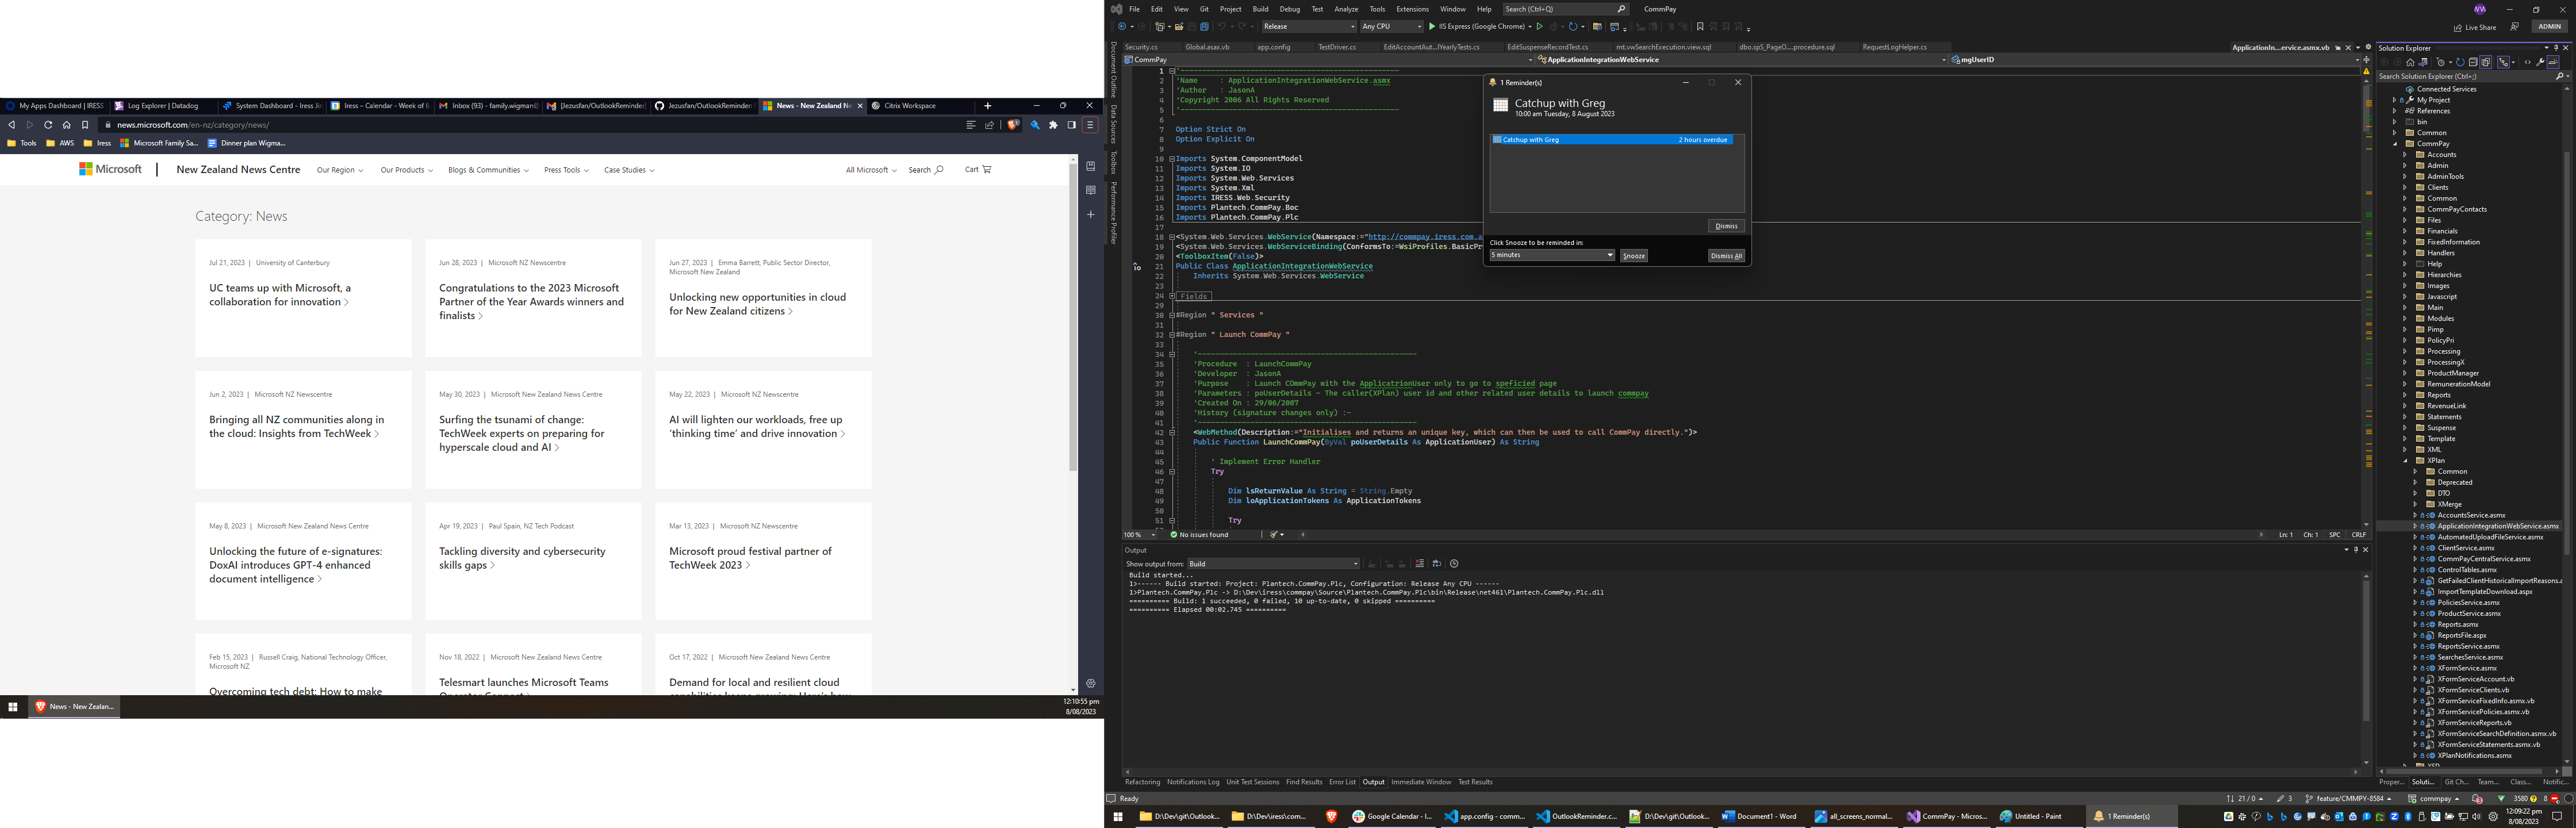 My Apps Dashboard | IRESS
Log Explorer | Datadog
System Dashboard - Iress Ji
Iress – Calendar - Week of 6
Inbox (93) - family.wigman@
[Jezusfan/OutlookReminder]
Jezusfan/OutlookReminder:
News - New Zealand Ne
Citrix Workspace
news.microsoft.com/en-nz/category/news/
Tools
AWS
Iress
Microsoft Family Sa...
Dinner plan Wigma...
Microsoft
New Zealand News Centre
Our Region
Our Products
Blogs & Communities
Press Tools
Case Studies
All Microsoft
Search
Cart
Category: News
Jul 21, 2023 | University of Canterbury
UC teams up with Microsoft, a
collaboration for innovation
Jun 28, 2023 | Microsoft NZ Newscentre
Congratulations to the 2023 Microsoft
Partner of the Year Awards winners and
finalists
Jun 27, 2023 | Emma Barrett, Public Sector Director,
Microsoft New Zealand
Unlocking new opportunities in cloud
for New Zealand citizens
Jun 2, 2023 | Microsoft NZ Newscentre
Bringing all NZ communities along in
the cloud: Insights from TechWeek
May 30, 2023 | Microsoft New Zealand News Centre
Surfing the tsunami of change:
TechWeek experts on preparing for
hyperscale cloud and AI
May 22, 2023 | Microsoft NZ Newscentre
AI will lighten our workloads, free up
‘thinking time’ and drive innovation
May 8, 2023 | Microsoft New Zealand News Centre
Unlocking the future of e-signatures:
DoxAI introduces GPT-4 enhanced
document intelligence
Apr 19, 2023 | Paul Spain, NZ Tech Podcast
Tackling diversity and cybersecurity
skills gaps
Mar 13, 2023 | Microsoft NZ Newscentre
Microsoft proud festival partner of
TechWeek 2023
Feb 15, 2023 | Russell Craig, National Technology Officer,
Microsoft NZ
Overcoming tech debt: How to make
Nov 18, 2022 | Microsoft New Zealand News Centre
Telesmart launches Microsoft Teams
Operator Connect
Oct 17, 2022 | Microsoft New Zealand News Centre
Demand for local and resilient cloud
News - New Zealan...
12:10:55 pm
8/08/2023
File Edit View Git Project Build Debug Test Analyze Tools Extensions Window Help
Search (Ctrl+Q)
CommPay
Release
Any CPU
IIS Express (Google Chrome)
Live Share
ADMIN
Document Outline
Data Sources
Toolbox
Performance Profiler
Security.cs
Global.asax.vb
app.config
TestDriver.cs
EditAccountAut...lYearlyTests.cs
EditSuspenseRecordTest.cs
mt.vwSearchExecution.view.sql
dbo.spS_PageO....procedure.sql
RequestLogHelper.cs
ApplicationIn...ervice.asmx.vb
CommPay
ApplicationIntegrationWebService
mgUserID
1 '--------------------------------------------------
2 'Name : ApplicationIntegrationWebService.asmx
3 'Author : JasonA
4 'Copyright 2006 All Rights Reserved
5 '--------------------------------------------------
6
7 Option Strict On
8 Option Explicit On
9
10 Imports System.ComponentModel
11 Imports System.IO
12 Imports System.Web.Services
13 Imports System.Xml
14 Imports IRESS.Web.Security
15 Imports Plantech.CommPay.Boc
16 Imports Plantech.CommPay.Plc
17
18 <System.Web.Services.WebService(Namespace:="http://commpay.iress.com.a
19 <System.Web.Services.WebServiceBinding(ConformsTo:=WsiProfiles.BasicPr
20 <ToolboxItem(False)>
21 Public Class ApplicationIntegrationWebService
22 Inherits System.Web.Services.WebService
23
24 Fields
29
30 #Region " Services "
31
32 #Region " Launch CommPay "
33
34 '--------------------------------------------------
35 'Procedure : LaunchCommPay
36 'Developer : JasonA
37 'Purpose : Launch COmmPay with the ApplicatrionUser only to go to speficied page
38 'Parameters : poUserDetails - The caller(XPlan) user id and other related user details to launch commpay
39 'Created On : 29/06/2007
40 'History (signature changes only) :-
41 '--------------------------------------------------
42 <WebMethod(Description:="Initialises and returns an unique key, which can then be used to call CommPay directly.")>
43 Public Function LaunchCommPay(ByVal poUserDetails As ApplicationUser) As String
44
45 ' Implement Error Handler
46 Try
47
48 Dim lsReturnValue As String = String.Empty
49 Dim loApplicationTokens As ApplicationTokens
50
51 Try
100 %
No issues found
Ln: 1 Ch: 1 SPC CRLF
1 Reminder(s)
Catchup with Greg
10:00 am Tuesday, 8 August 2023
Catchup with Greg 2 hours overdue
Dismiss
Click Snooze to be reminded in:
5 minutes
Snooze
Dismiss All
Output
Show output from: Build
Build started...
1>------ Build started: Project: Plantech.CommPay.Plc, Configuration: Release Any CPU ------
1>Plantech.CommPay.Plc -> D:\Dev\iress\commpay\Source\Plantech.CommPay.Plc\bin\Release\net461\Plantech.CommPay.Plc.dll
========== Build: 1 succeeded, 0 failed, 10 up-to-date, 0 skipped ==========
========== Elapsed 00:02.745 ==========
Refactoring Notifications Log Unit Test Sessions Find Results Error List Output Immediate Window Test Results
Solution Explorer
Search Solution Explorer (Ctrl+;)
Connected Services
My Project
References
bin
Common
CommPay
Accounts
Admin
AdminTools
Clients
Common
CommPayContacts
Files
Financials
FixedInformation
Handlers
Help
Hierarchies
Images
Javascript
Main
Modules
Pimp
PolicyPri
Processing
ProcessingX
ProductManager
RemunerationModel
Reports
RevenueLink
Statements
Suspense
Template
XML
XPlan
Common
Deprecated
DTO
XMerge
AccountsService.asmx
ApplicationIntegrationWebService.asmx
AutomatedUploadFileService.asmx
ClientService.asmx
CommPayCentralService.asmx
ControlTables.asmx
GetFailedClientHistoricalImportReasons.a
ImportTemplateDownload.aspx
PoliciesService.asmx
ProductService.asmx
Reports.asmx
ReportsFile.aspx
ReportsService.asmx
SearchesService.asmx
XFormService.asmx
XFormServiceAccount.vb
XFormServiceClients.vb
XFormServiceFixedInfo.asmx.vb
XFormServicePolicies.asmx.vb
XFormServiceReports.vb
XFormServiceSearchDefinition.asmx.vb
XFormServiceStatements.asmx.vb
XPlanNotifications.asmx
Proper... Soluti... Git Ch... Team... Class... Notific...
Ready
21 / 0
3
feature/CMMPY-8584
commpay
3580
8
D:\Dev\git\Outlook...
D:\Dev\iress\com...
Google Calendar - I...
app.config - comm...
OutlookReminder.c...
D:\Dev\git\Outlook...
Document1 - Word
all_screens_normal...
CommPay - Micros...
Untitled - Paint
1 Reminder(s)
12:09:22 pm
8/08/2023